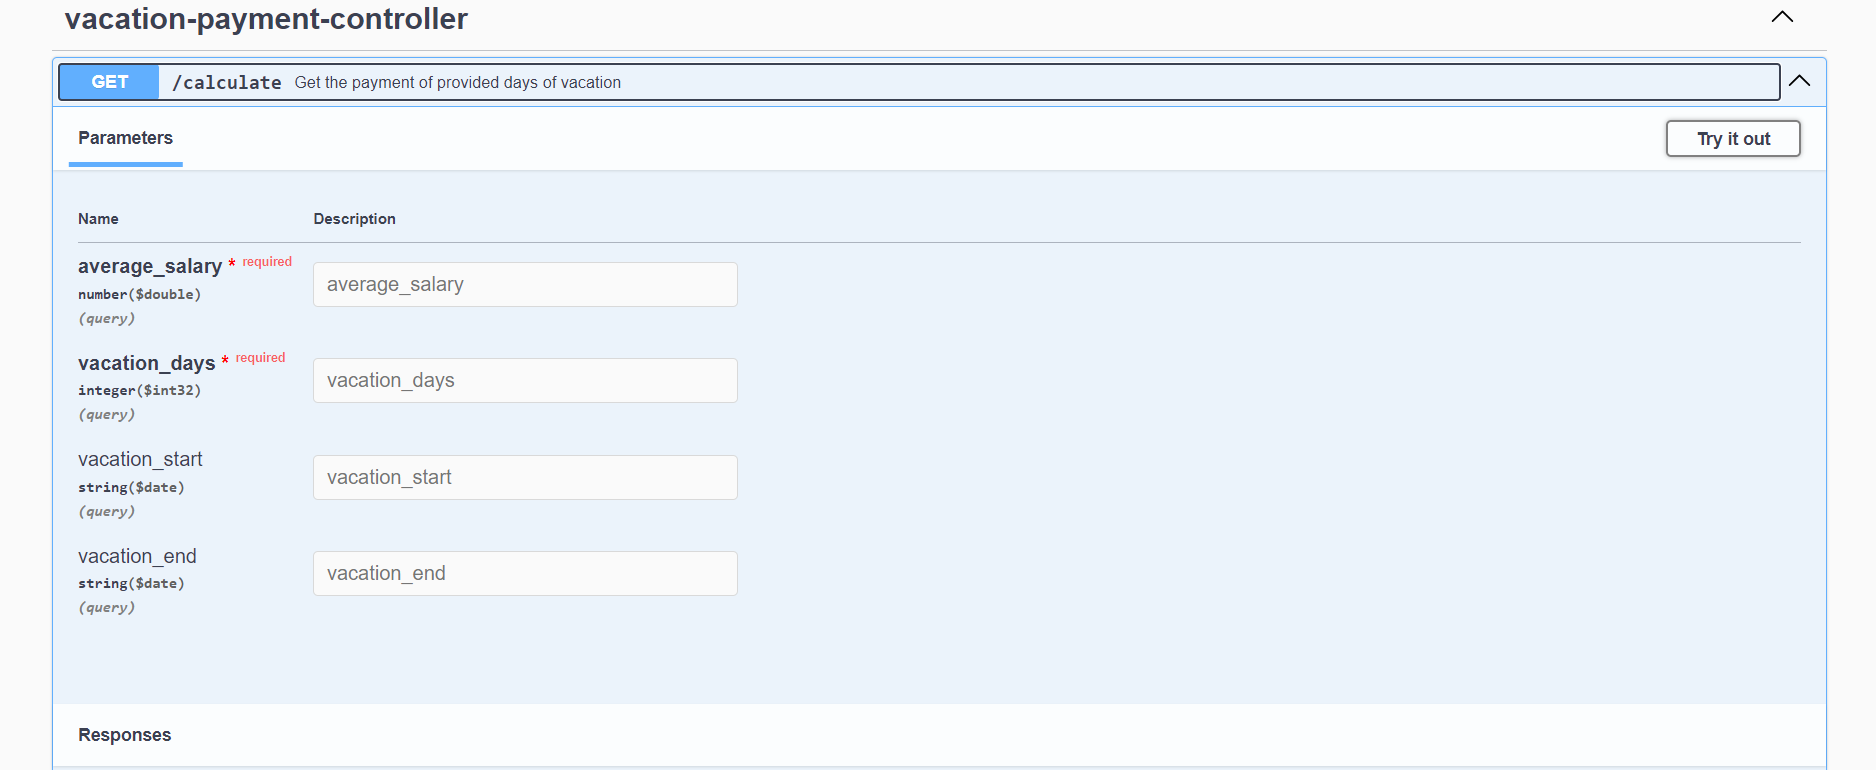 vacation-payment-controller
GET /calculate Get the payment of provided days of vacation
Parameters
Try it out
Name Description
average_salary * required
number($double)
(query)
average_salary
vacation_days * required
integer($int32)
(query)
vacation_days
vacation_start
string($date)
(query)
vacation_start
vacation_end
string($date)
(query)
vacation_end
Responses